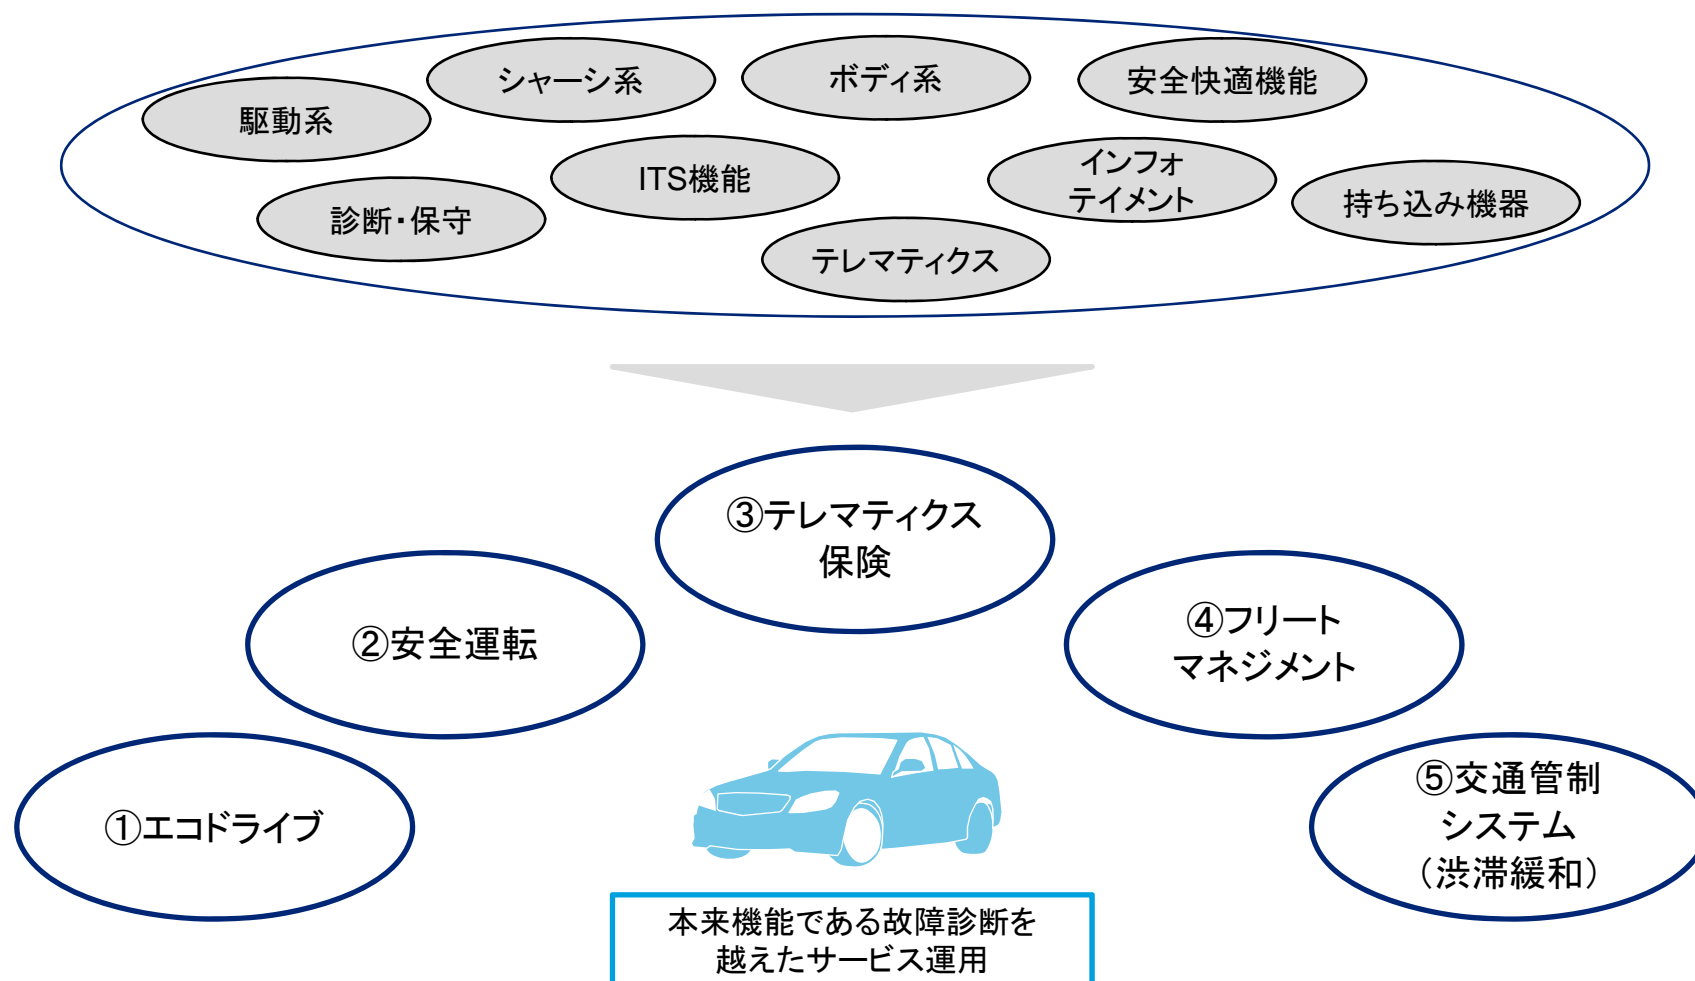 駆動系
シャーシ系
ボディ系
安全快適機能
診断・保守
ITS機能
インフォ
テイメント
持ち込み機器
テレマティクス
③テレマティクス
保険
②安全運転
④フリート
マネジメント
①エコドライブ
⑤交通管制
システム
（渋滞緩和）
本来機能である故障診断を
越えたサービス運用